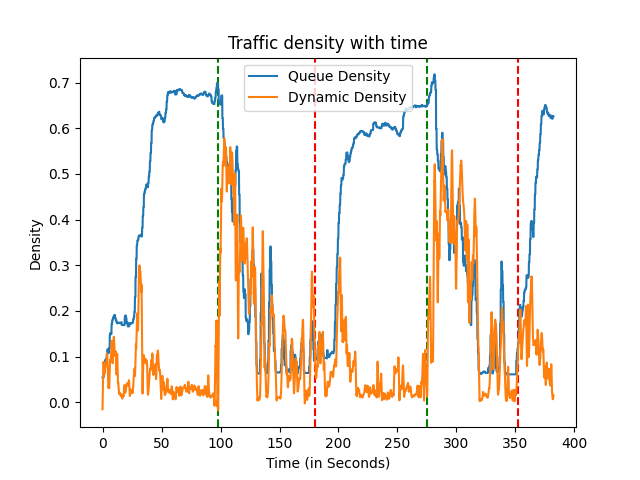 Traffic density with time
Queue Density
Dynamic Density
Density
0.7
0.6
0.5
0.4
0.3
0.2
0.1
0.0
0 50 100 150 200 250 300 350 400
Time (in Seconds)